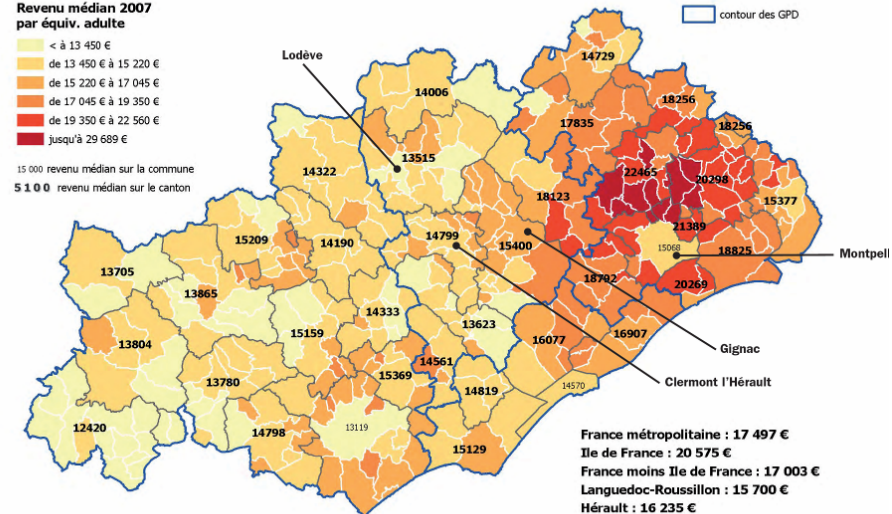 Revenu médian 2007
par équiv. adulte
< à 13 450 €
de 13 450 € à 15 220 €
de 15 220 € à 17 045 €
de 17 045 € à 19 350 €
de 19 350 € à 22 560 €
jusqu'à 29 689 €
15 000 revenu médian sur la commune
5 1 0 0 revenu médian sur le canton
contour des GPD
Lodève
14729
14006
18256
17835
18256
13515
14322
22465
20298
18123
15377
21389
15209
14190
14799
15400
15068
18825
Montpell
13705
13865
18792
20269
14333
13623
15159
16907
16077
13804
14561
Gignac
13780
15369
14819
14570
Clermont l'Hérault
12420
14798
13119
15129
France métropolitaine : 17 497 €
Ile de France : 20 575 €
France moins Ile de France : 17 003 €
Languedoc-Roussillon : 15 700 €
Hérault : 16 235 €